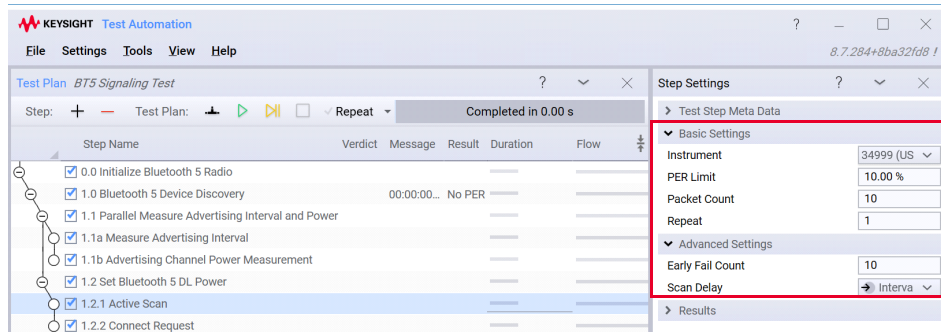 KEYSIGHT Test Automation
File Settings Tools View Help
8.7.284+8ba32fd8 !
Test Plan BT5 Signaling Test
Step: Test Plan: Repeat Completed in 0.00 s
Step Name Verdict Message Result Duration Flow
0.0 Initialize Bluetooth 5 Radio
1.0 Bluetooth 5 Device Discovery 00:00:00... No PER
1.1 Parallel Measure Advertising Interval and Power
1.1a Measure Advertising Interval
1.1b Advertising Channel Power Measurement
1.2 Set Bluetooth 5 DL Power
1.2.1 Active Scan
1.2.2 Connect Request
Step Settings
Test Step Meta Data
Basic Settings
Instrument 34999 (US
PER Limit 10.00 %
Packet Count 10
Repeat 1
Advanced Settings
Early Fail Count 10
Scan Delay Interva
Results